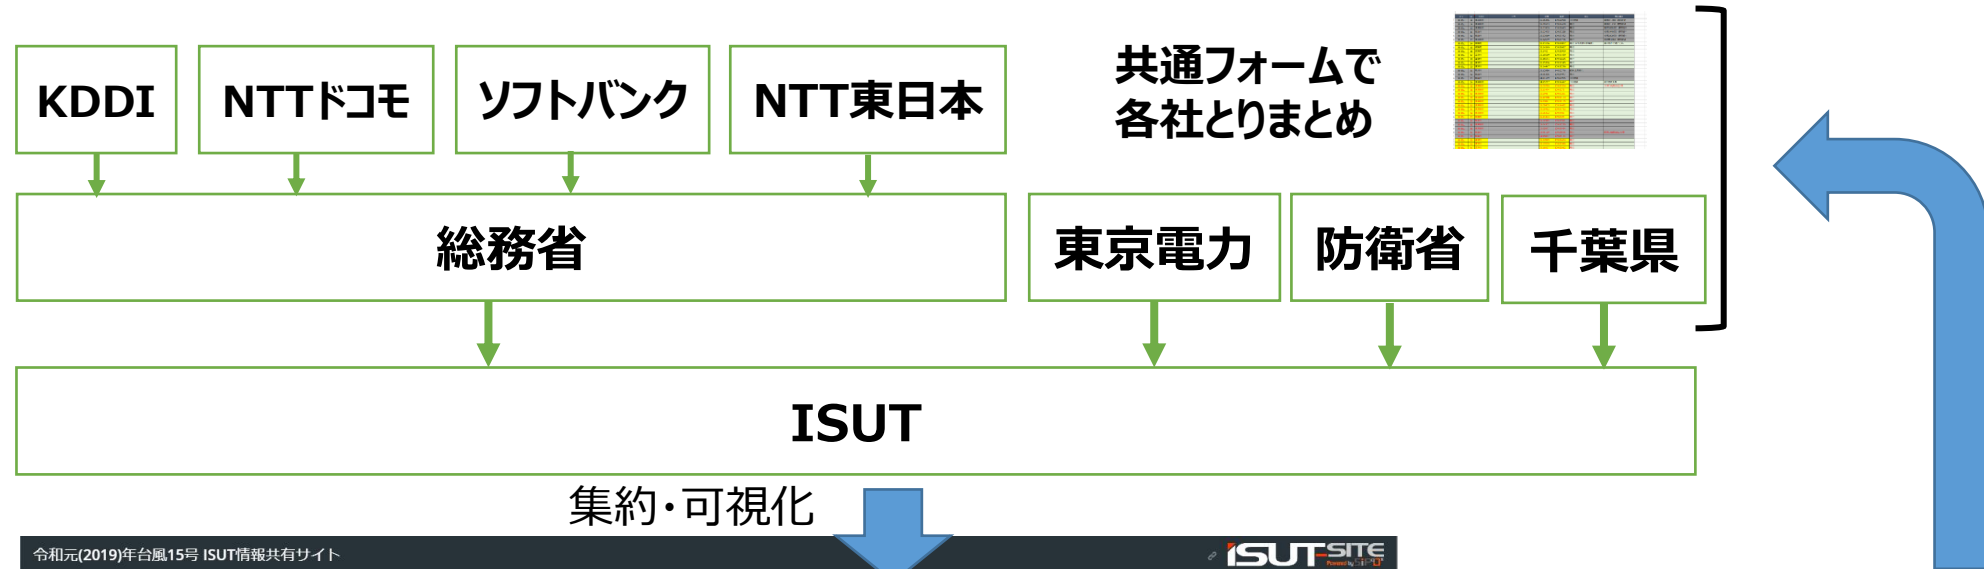 KDDI
NTTドコモ
ソフトバンク
NTT東日本
共通フォームで
各社とりまとめ
総務省
東京電力
防衛省
千葉県
ISUT
集約・可視化
令和元(2019)年台風15号 ISUT情報共有サイト
ISUT-SITE
Powered by SIP4D